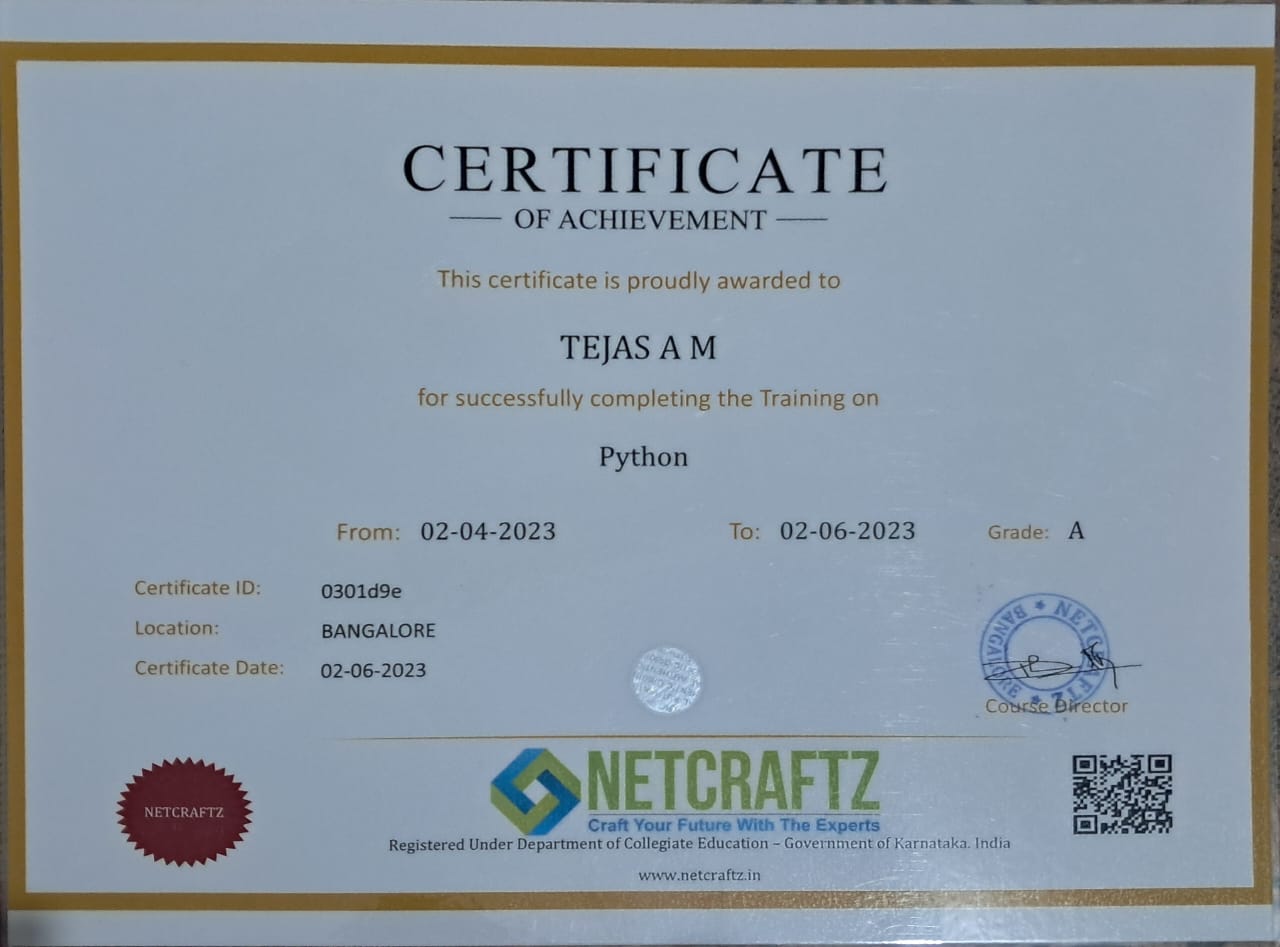 CERTIFICATE
OF ACHIEVEMENT
This certificate is proudly awarded to
TEJAS A M
for successfully completing the Training on
Python
From: 02-04-2023 To: 02-06-2023 Grade: A
Certificate ID: 0301d9e
Location: BANGALORE
Certificate Date: 02-06-2023
NETCRAFTZ * BANGALORE *
Course Director
NETCRAFTZ
NETCRAFTZ
Craft Your Future With The Experts
Registered Under Department of Collegiate Education – Government of Karnataka. India
www.netcraftz.in